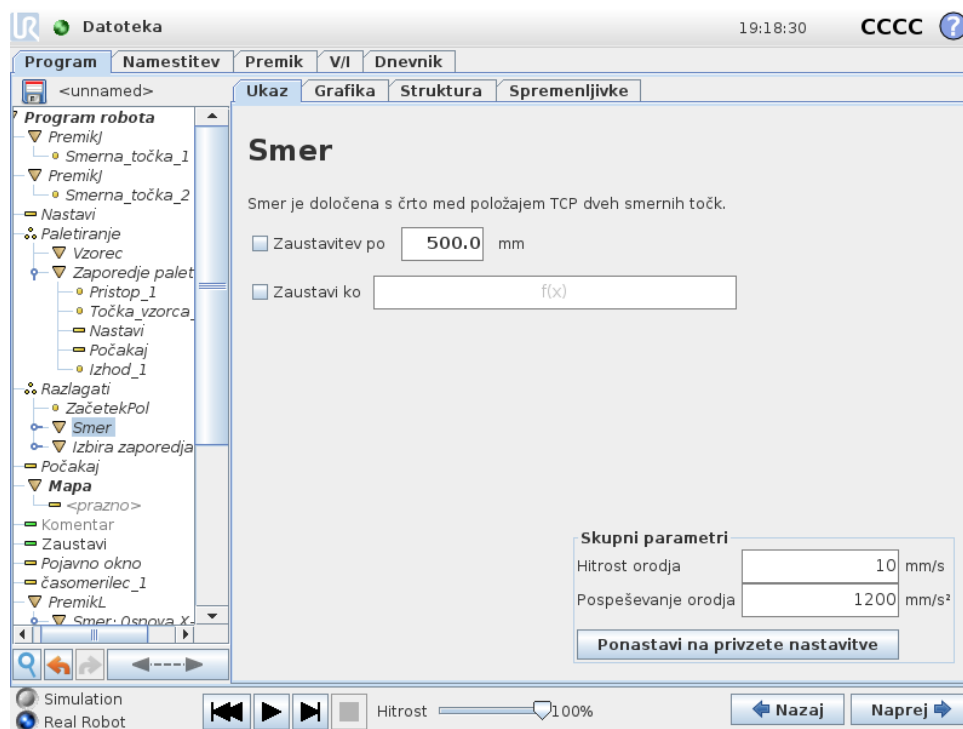 UR Datoteka 19:18:30 CCCC ?
Program Namestitev Premik V/I Dnevnik
<unnamed>
Ukaz Grafika Struktura Spremenljivke
Program robota
PremikJ
Smerna_točka_1
PremikJ
Smerna_točka_2
Nastavi
Paletiranje
Vzorec
Zaporedje palet
Pristop_1
Točka_vzorca_
Nastavi
Počakaj
Izhod_1
Razlagati
ZačetekPol
Smer
Izbira zaporedja
Počakaj
Mapa
<prazno>
Komentar
Zaustavi
Pojavno okno
časomerilec_1
PremikL
Smer: Osnova X-
Smer
Smer je določena s črto med položajem TCP dveh smernih točk.
Zaustavitev po 500.0 mm
Zaustavi ko f(x)
Skupni parametri
Hitrost orodja 10 mm/s
Pospeševanje orodja 1200 mm/s²
Ponastavi na privzete nastavitve
Simulation
Real Robot
Hitrost 100%
Nazaj Naprej